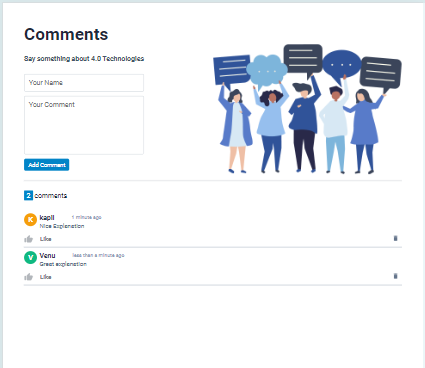 Comments
Say something about 4.0 Technologies
Your Name
Your Comment
Add Comment
2 comments
K kapil 1 minute ago
Nice Explenation
Like
V Venu less than a minute ago
Great explenation
Like